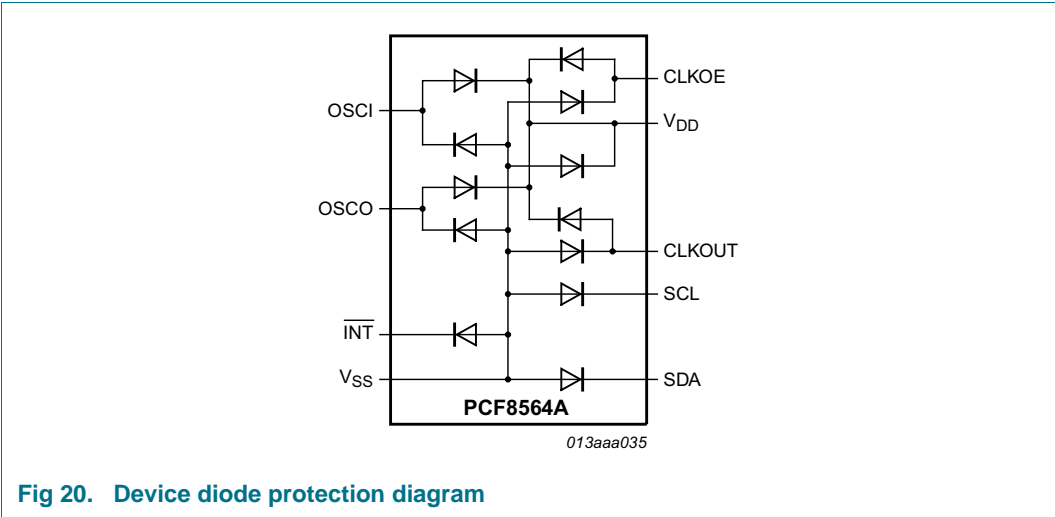 CLKOE
OSCI
VDD
OSCO
CLKOUT
SCL
INT
VSS
SDA
PCF8564A
013aaa035
Fig 20. Device diode protection diagram